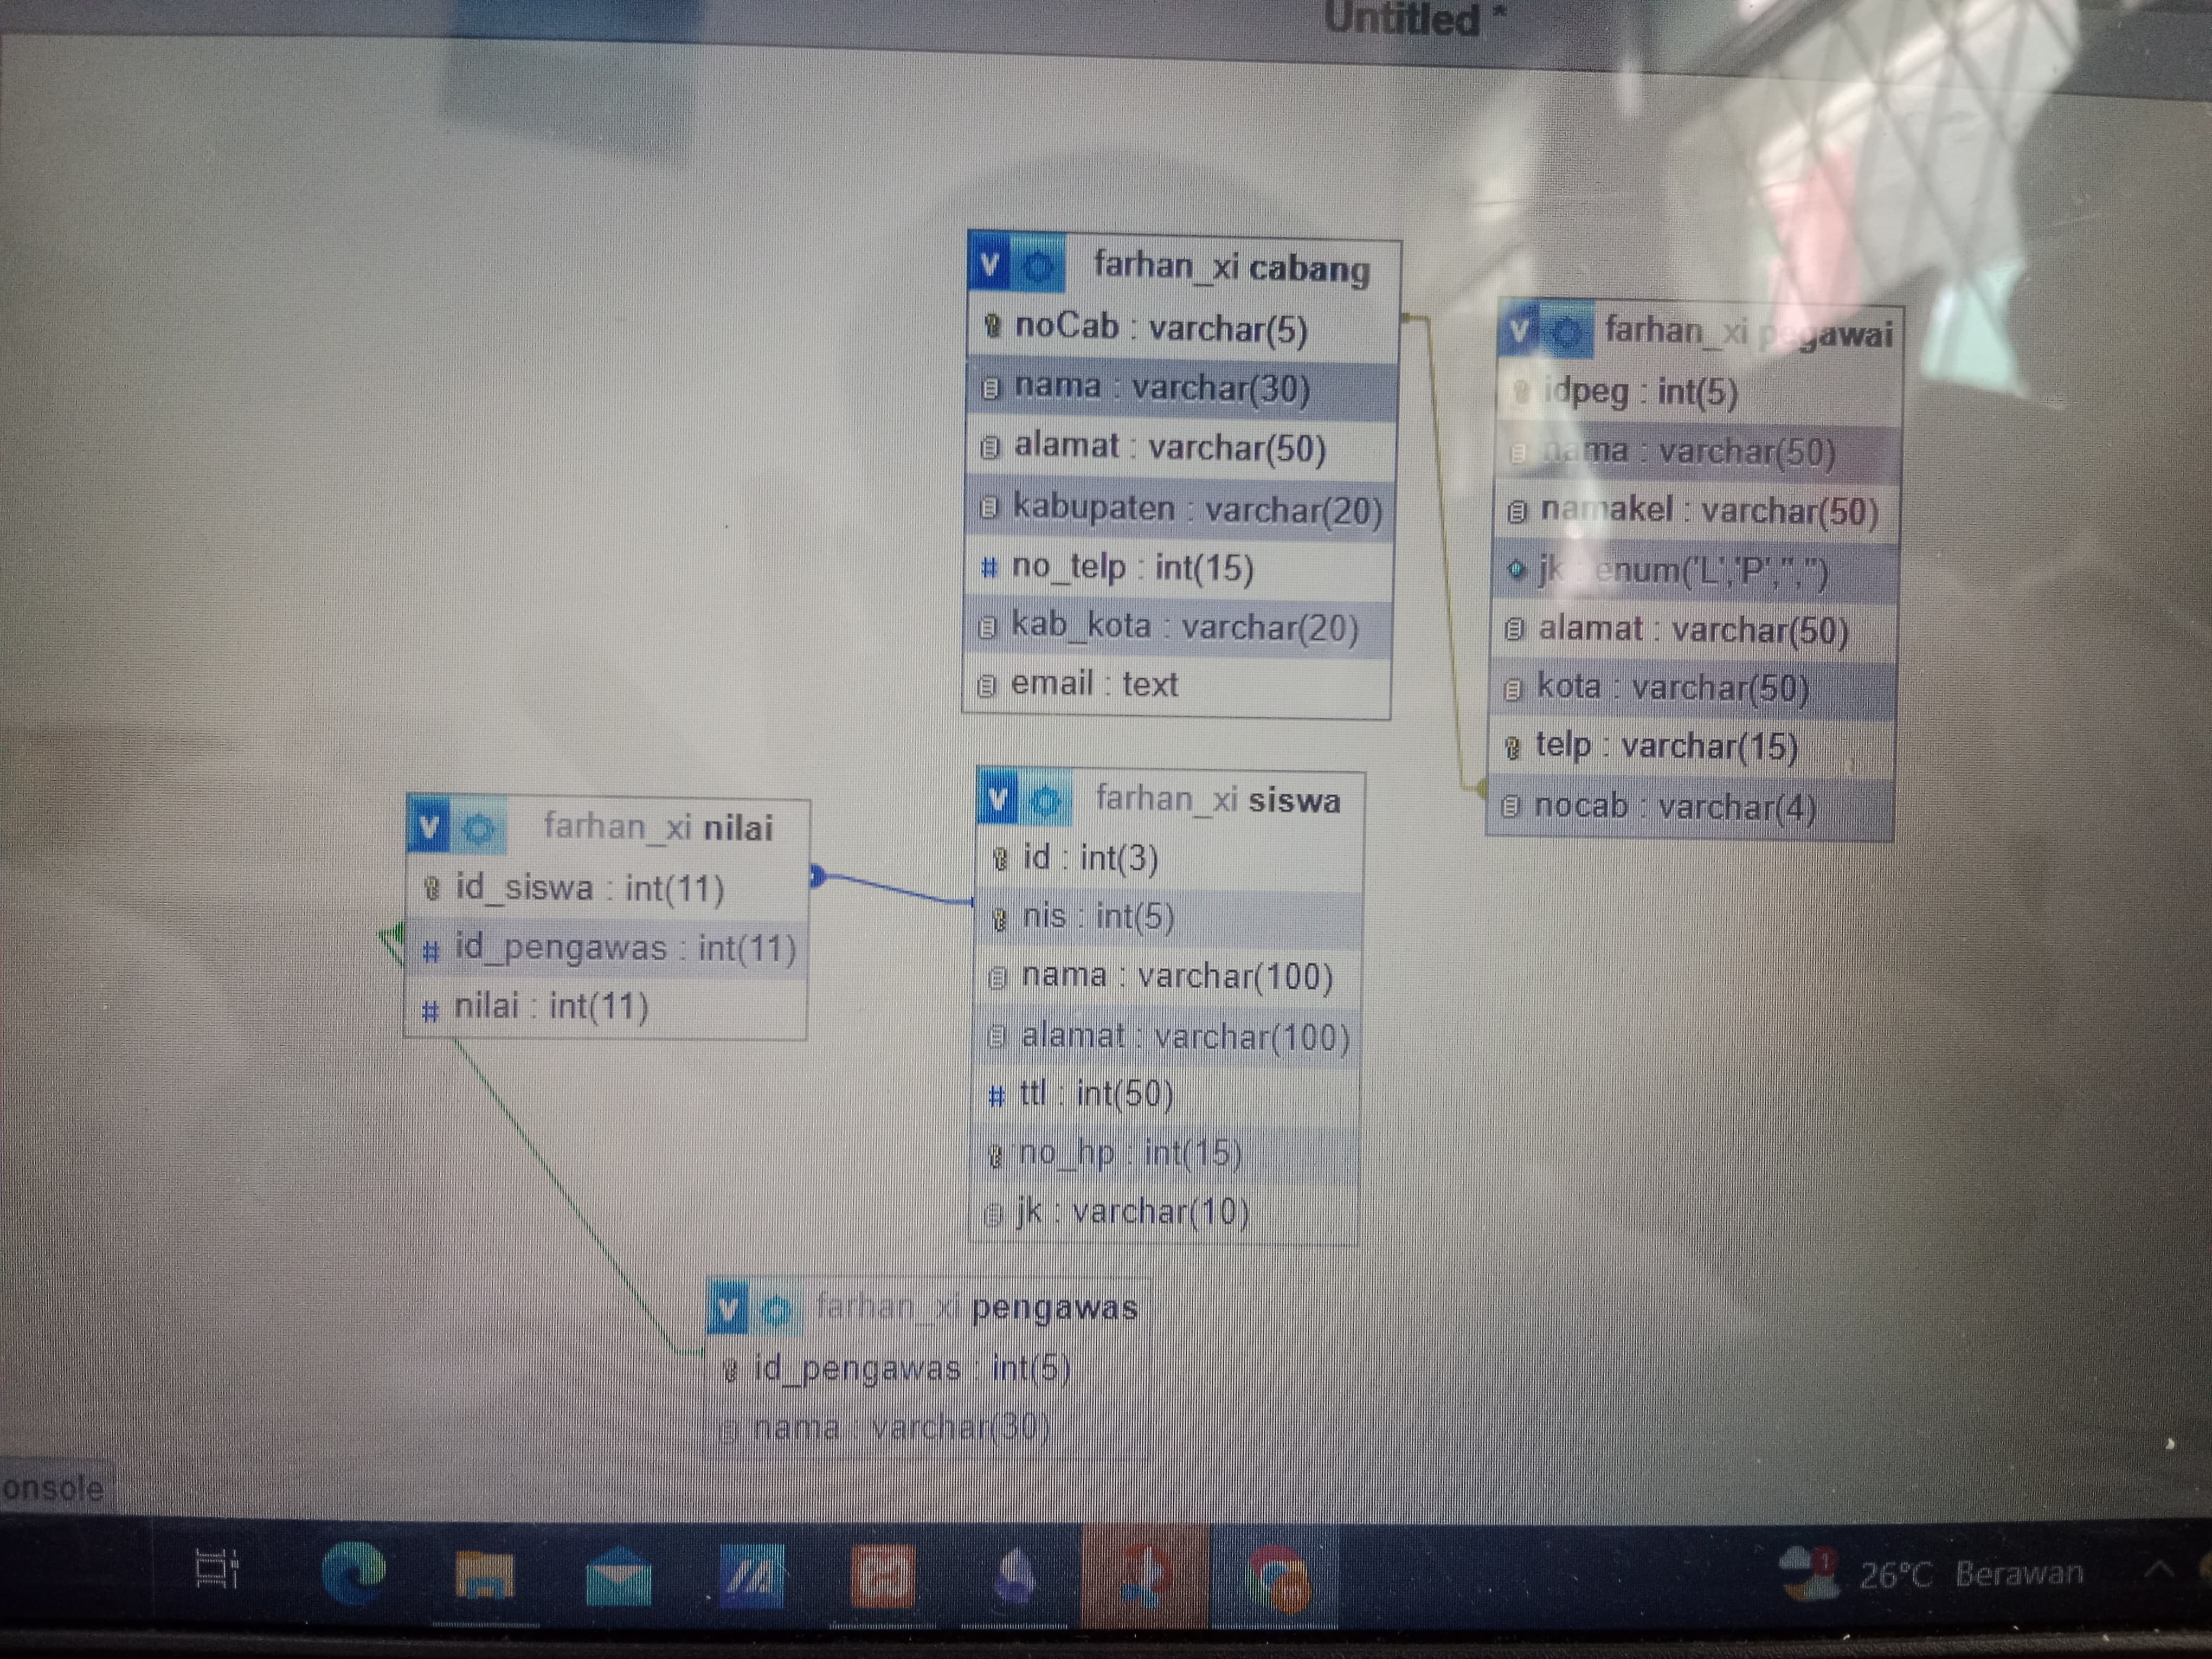 Untitled *
farhan_xi cabang
noCab : varchar(5)
nama : varchar(30)
alamat : varchar(50)
kabupaten : varchar(20)
no_telp : int(15)
kab_kota : varchar(20)
email : text
farhan_xi pegawai
idpeg : int(5)
nama : varchar(50)
namakel : varchar(50)
jk : enum('L','P','','')
alamat : varchar(50)
kota : varchar(50)
telp : varchar(15)
nocab : varchar(4)
farhan_xi nilai
id_siswa : int(11)
id_pengawas : int(11)
nilai : int(11)
farhan_xi siswa
id : int(3)
nis : int(5)
nama : varchar(100)
alamat : varchar(100)
ttl : int(50)
no_hp : int(15)
jk : varchar(10)
farhan_xi pengawas
id_pengawas : int(5)
nama : varchar(30)
onsole
1
26°C Berawan